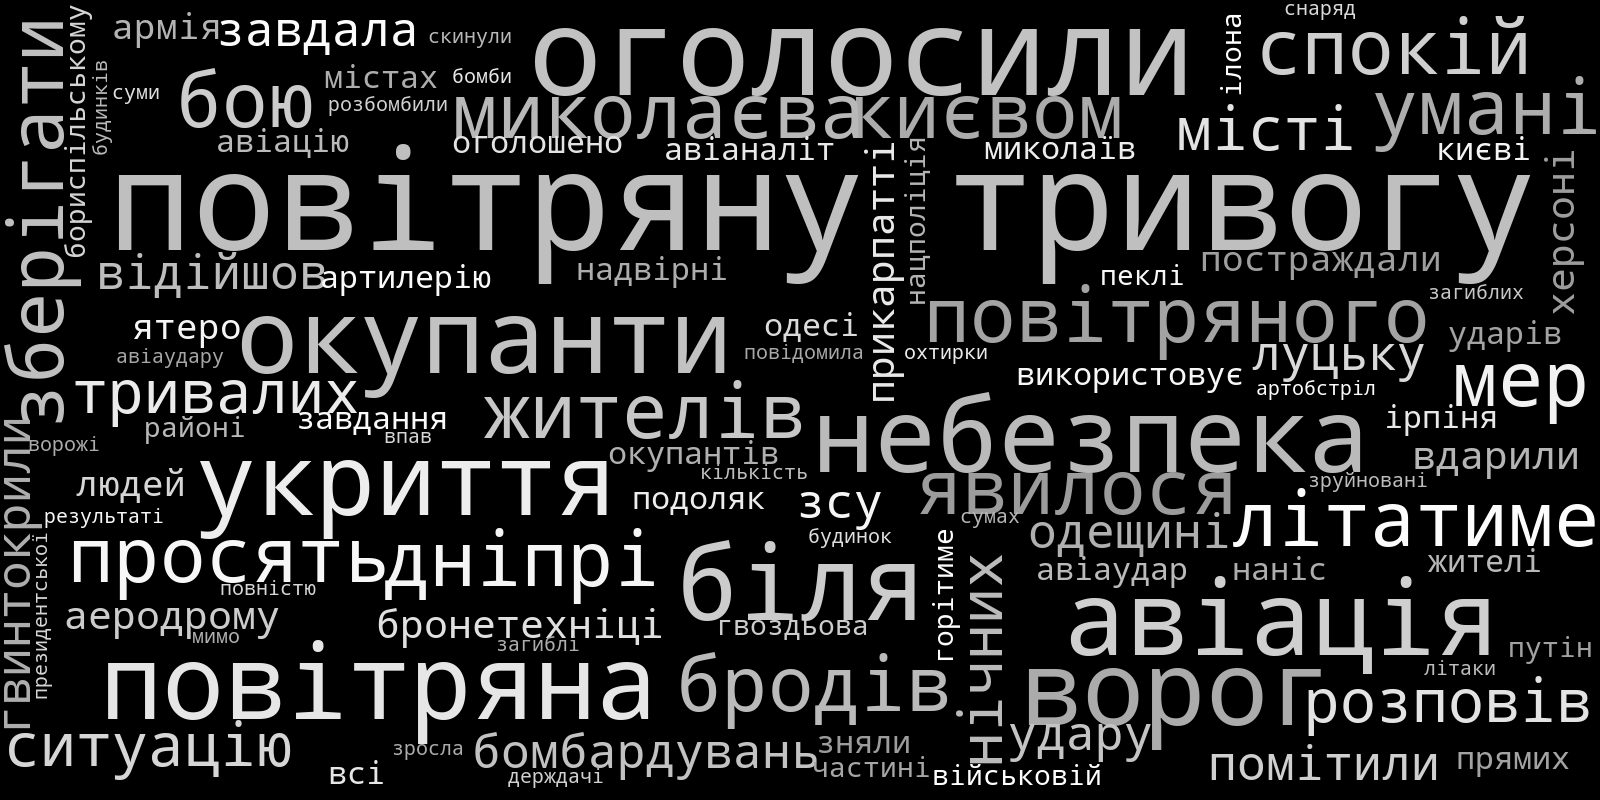 армія
завдала
скинули
оголосили
снаряд
спокій
ілона
зберігати
бориспільському
будинків
суми
бою
містах
бомби
розбомбили
миколаєва
києвом
умані
місті
авіацію
оголошено
авіаналіт
миколаїв
києві
повітряну
прикарпатті
нацполіція
тривогу
херсоні
відійшов
артилерію
надвірні
пеклі
постраждали
загиблих
ятеро
окупанти
одесі
повітряного
ударів
авіаудару
повідомила
охтирки
луцьку
тривалих
використовує
артобстріл
мер
завдання
жителів
небезпека
ірпіня
районі
впав
ворожі
гвинтокрили
окупантів
вдарили
людей
укриття
кількість
подоляк
зсу
явилося
зруйновані
результаті
сумах
одещині
літатиме
президентської
просять
дніпрі
будинок
біля
горітиме
нічних
авіаудар
наніс
жителі
повністю
аеродрому
мимо
бронетехніці
гвоздьова
авіація
загиблі
путін
повітряна
бродів
ворог
літаки
розповів
ситуацію
зросла
бомбардувань
зняли
удару
всі
держдачі
частині
військовій
помітили
прямих